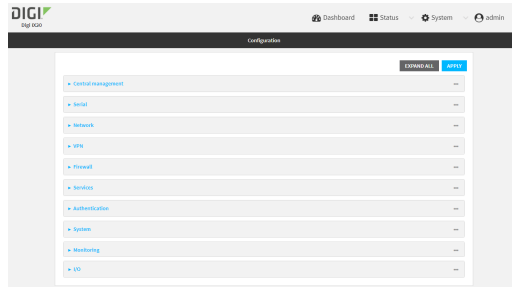 DIGI
Digi IX20
Dashboard Status System admin
Configuration
EXPAND ALL APPLY
Central management
Serial
Network
VPN
Firewall
Services
Authentication
System
Monitoring
I/O